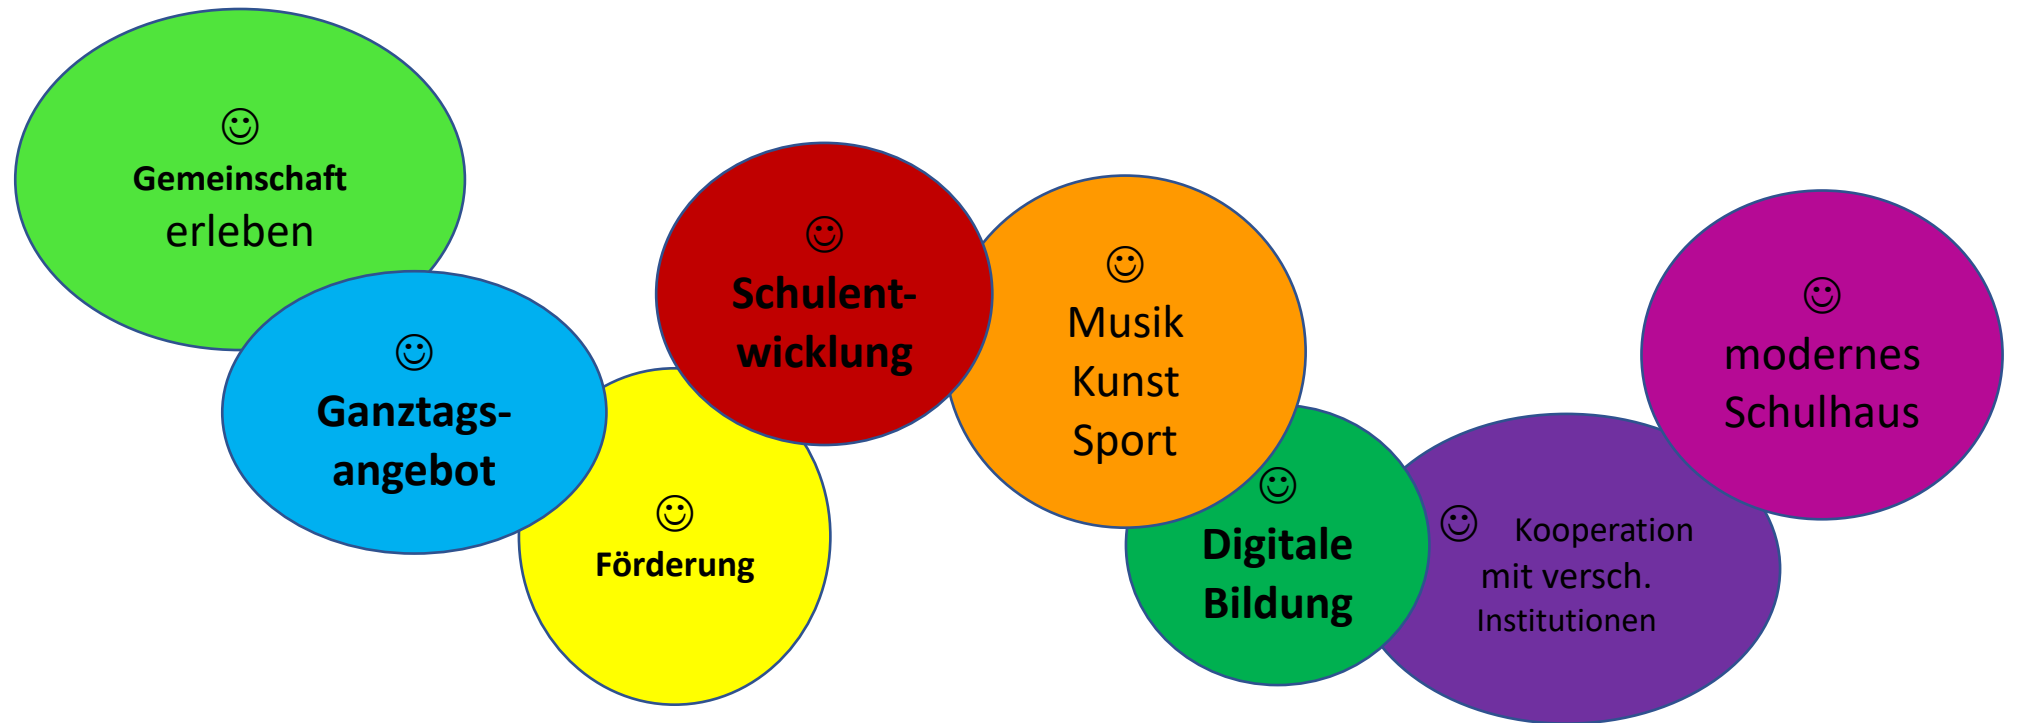 ☺
Gemeinschaft
erleben
☺
Ganztags-
angebot
☺
Förderung
☺
Schulent-
wicklung
☺
Musik
Kunst
Sport
☺
Digitale
Bildung
☺ Kooperation
mit versch.
Institutionen
☺
modernes
Schulhaus